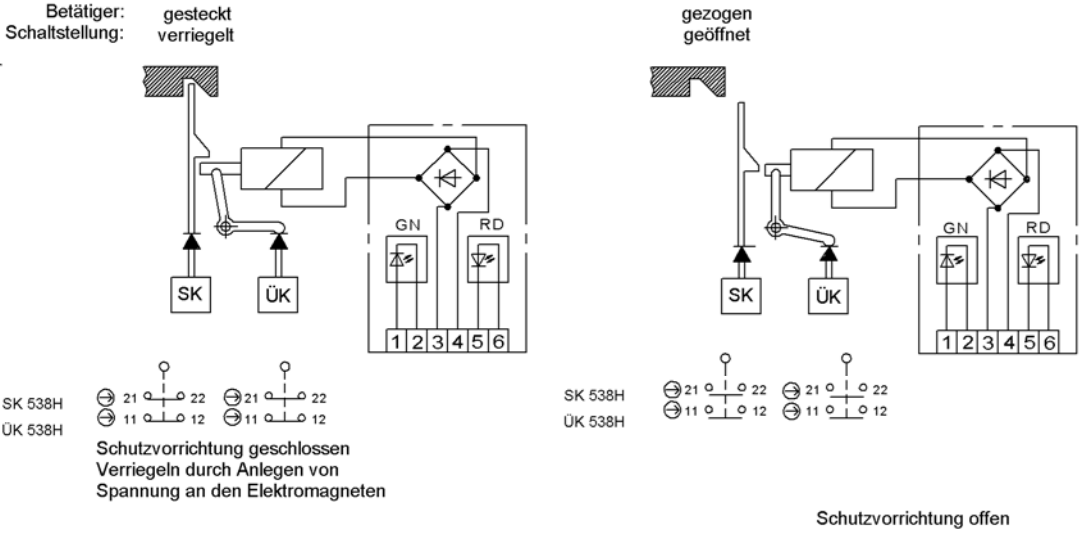 Betätiger: gesteckt gezogen
Schaltstellung: verriegelt geöffnet
GN RD GN RD
SK ÜK SK ÜK
1 2 3 4 5 6 1 2 3 4 5 6
SK 538H 21 22 21 22
ÜK 538H 11 12 11 12
SK 538H 21 22 21 22
ÜK 538H 11 12 11 12
Schutzvorrichtung geschlossen
Verriegeln durch Anlegen von
Spannung an den Elektromagneten
Schutzvorrichtung offen